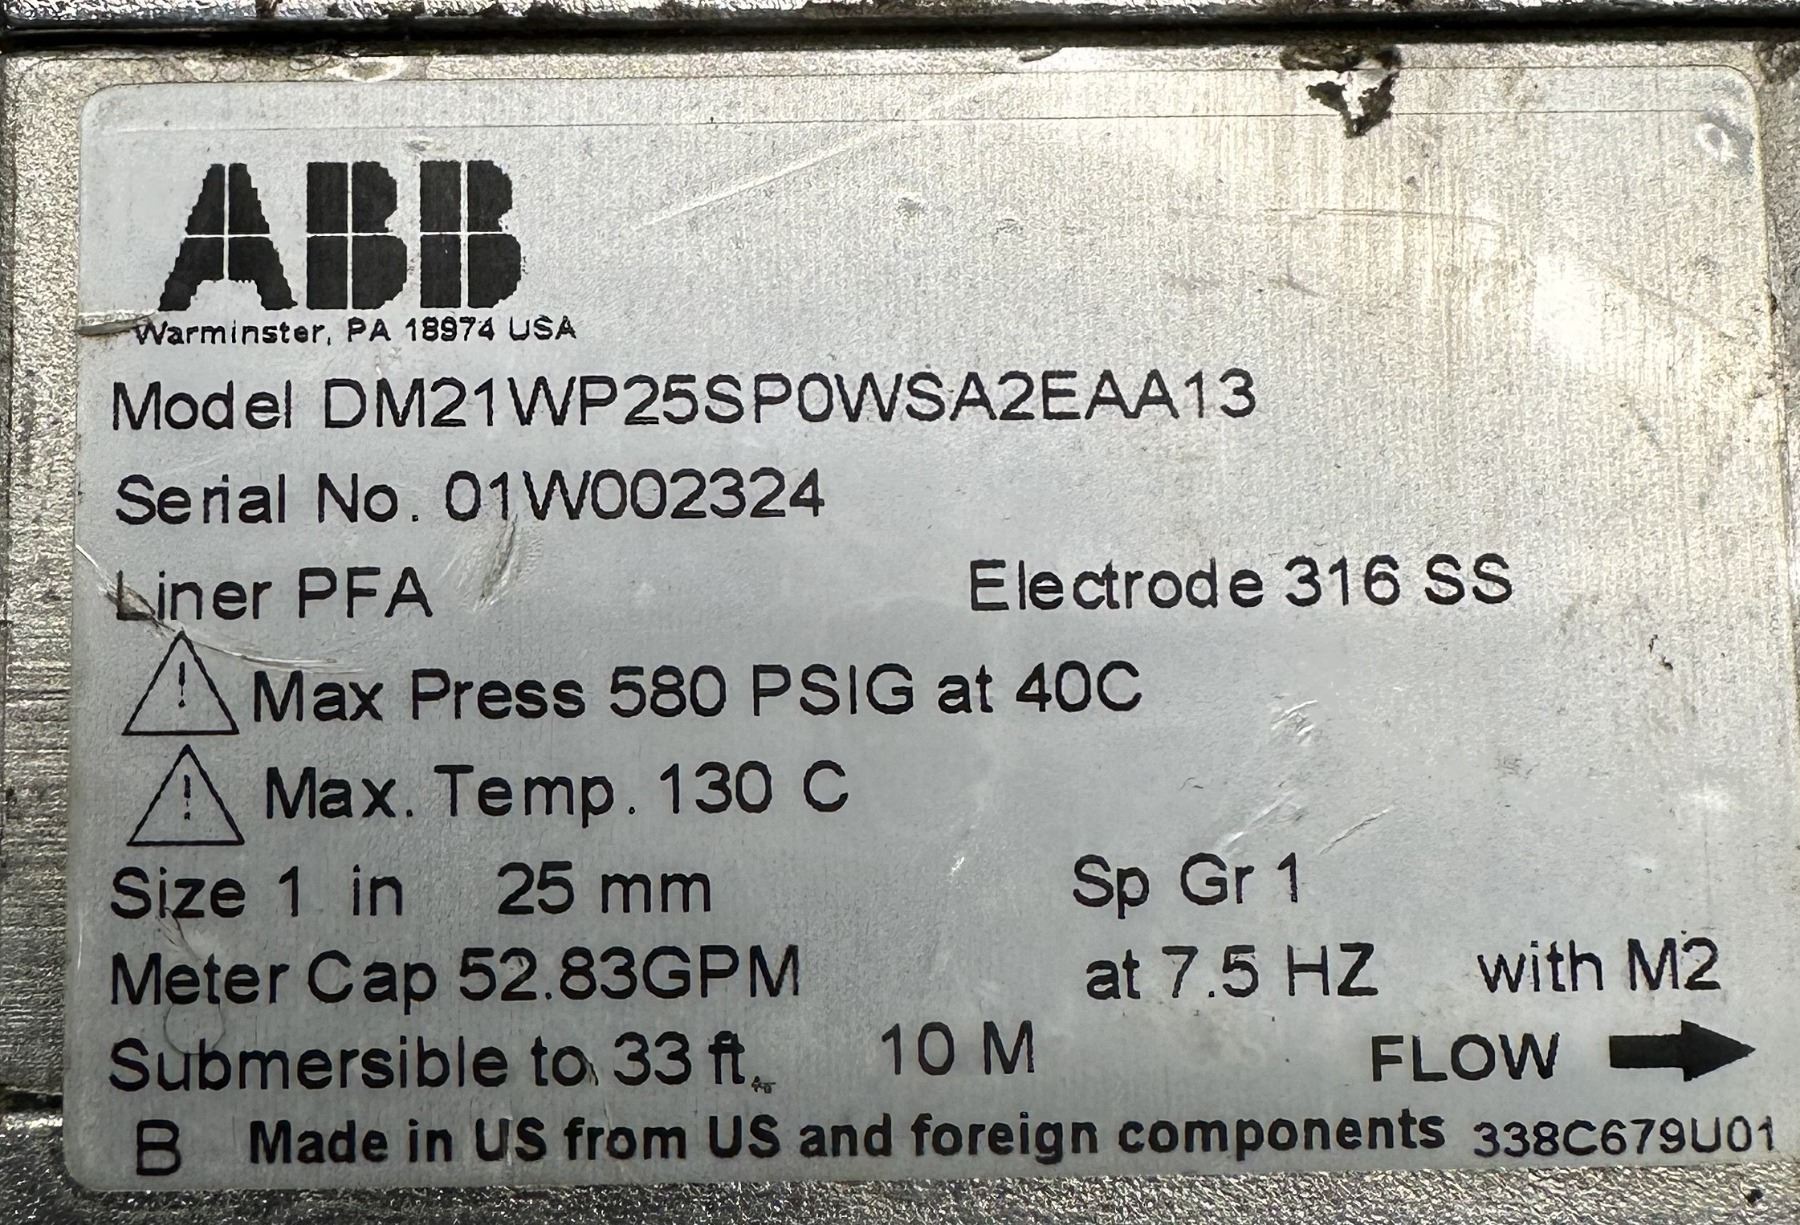 ABB
Warminster, PA 18974 USA
Model DM21WP25SP0WSA2EAA13
Serial No. 01W002324
Liner PFA Electrode 316 SS
! Max Press 580 PSIG at 40C
! Max. Temp. 130 C
Size 1 in 25 mm Sp Gr 1
Meter Cap 52.83GPM at 7.5 HZ with M2
Submersible to 33 ft. 10 M FLOW
B Made in US from US and foreign components 338C679U01